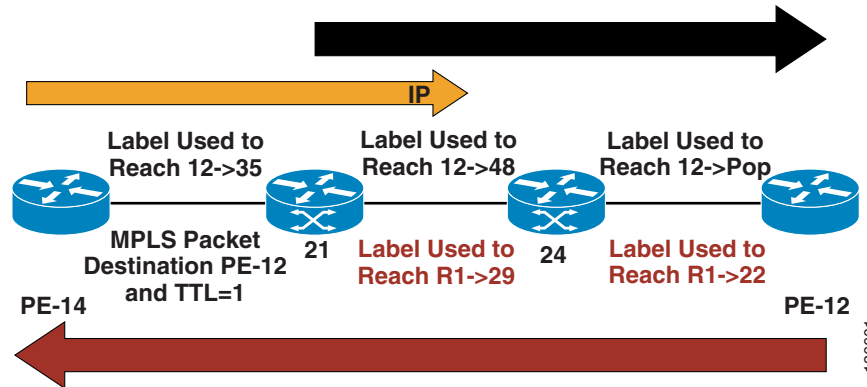 IP
Label Used to
Reach 12->35
Label Used to
Reach 12->48
Label Used to
Reach 12->Pop
MPLS Packet
Destination PE-12
and TTL=1
21
Label Used to
Reach R1->29
24
Label Used to
Reach R1->22
PE-14
PE-12